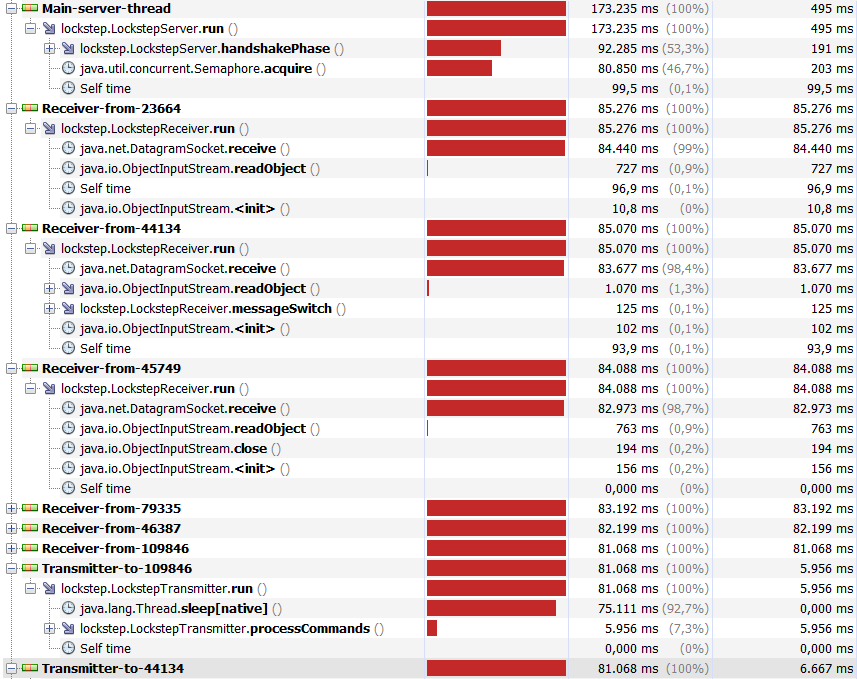 Main-server-thread 173.235 ms (100%) 495 ms
lockstep.LockstepServer.run () 173.235 ms (100%) 495 ms
lockstep.LockstepServer.handshakePhase () 92.285 ms (53,3%) 191 ms
java.util.concurrent.Semaphore.acquire () 80.850 ms (46,7%) 203 ms
Self time 99,5 ms (0,1%) 99,5 ms
Receiver-from-23664 85.276 ms (100%) 85.276 ms
lockstep.LockstepReceiver.run () 85.276 ms (100%) 85.276 ms
java.net.DatagramSocket.receive () 84.440 ms (99%) 84.440 ms
java.io.ObjectInputStream.readObject () 727 ms (0,9%) 727 ms
Self time 96,9 ms (0,1%) 96,9 ms
java.io.ObjectInputStream.<init> () 10,8 ms (0%) 10,8 ms
Receiver-from-44134 85.070 ms (100%) 85.070 ms
lockstep.LockstepReceiver.run () 85.070 ms (100%) 85.070 ms
java.net.DatagramSocket.receive () 83.677 ms (98,4%) 83.677 ms
java.io.ObjectInputStream.readObject () 1.070 ms (1,3%) 1.070 ms
lockstep.LockstepReceiver.messageSwitch () 125 ms (0,1%) 125 ms
java.io.ObjectInputStream.<init> () 102 ms (0,1%) 102 ms
Self time 93,9 ms (0,1%) 93,9 ms
Receiver-from-45749 84.088 ms (100%) 84.088 ms
lockstep.LockstepReceiver.run () 84.088 ms (100%) 84.088 ms
java.net.DatagramSocket.receive () 82.973 ms (98,7%) 82.973 ms
java.io.ObjectInputStream.readObject () 763 ms (0,9%) 763 ms
java.io.ObjectInputStream.close () 194 ms (0,2%) 194 ms
java.io.ObjectInputStream.<init> () 156 ms (0,2%) 156 ms
Self time 0,000 ms (0%) 0,000 ms
Receiver-from-79335 83.192 ms (100%) 83.192 ms
Receiver-from-46387 82.199 ms (100%) 82.199 ms
Receiver-from-109846 81.068 ms (100%) 81.068 ms
Transmitter-to-109846 81.068 ms (100%) 5.956 ms
lockstep.LockstepTransmitter.run () 81.068 ms (100%) 5.956 ms
java.lang.Thread.sleep[native] () 75.111 ms (92,7%) 0,000 ms
lockstep.LockstepTransmitter.processCommands () 5.956 ms (7,3%) 5.956 ms
Self time 0,000 ms (0%) 0,000 ms
Transmitter-to-44134 81.068 ms (100%) 6.667 ms